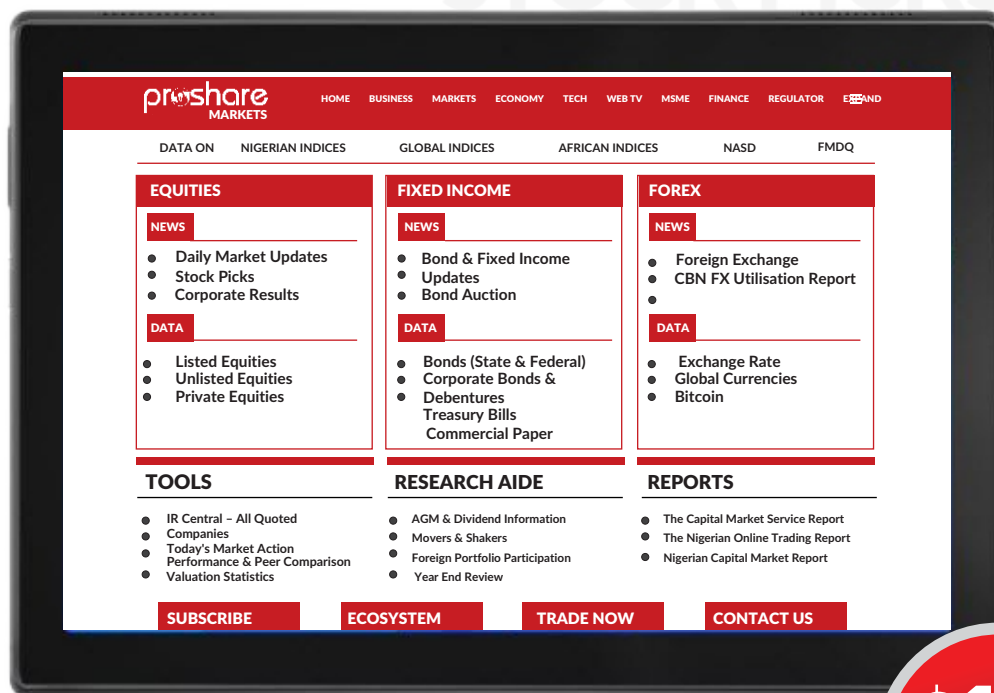 proshare
MARKETS
HOME BUSINESS MARKETS ECONOMY TECH WEB TV MSME FINANCE REGULATOR
DATA ON NIGERIAN INDICES GLOBAL INDICES AFRICAN INDICES NASD FMDQ
EQUITIES
NEWS
Daily Market Updates
Stock Picks
Corporate Results
DATA
Listed Equities
Unlisted Equities
Private Equities
FIXED INCOME
NEWS
Bond & Fixed Income
Updates
Bond Auction
DATA
Bonds (State & Federal)
Corporate Bonds &
Debentures
Treasury Bills
Commercial Paper
FOREX
NEWS
Foreign Exchange
CBN FX Utilisation Report
DATA
Exchange Rate
Global Currencies
Bitcoin
TOOLS
IR Central – All Quoted
Companies
Today's Market Action
Performance & Peer Comparison
Valuation Statistics
RESEARCH AIDE
AGM & Dividend Information
Movers & Shakers
Foreign Portfolio Participation
Year End Review
REPORTS
The Capital Market Service Report
The Nigerian Online Trading Report
Nigerian Capital Market Report
SUBSCRIBE ECOSYSTEM TRADE NOW CONTACT US